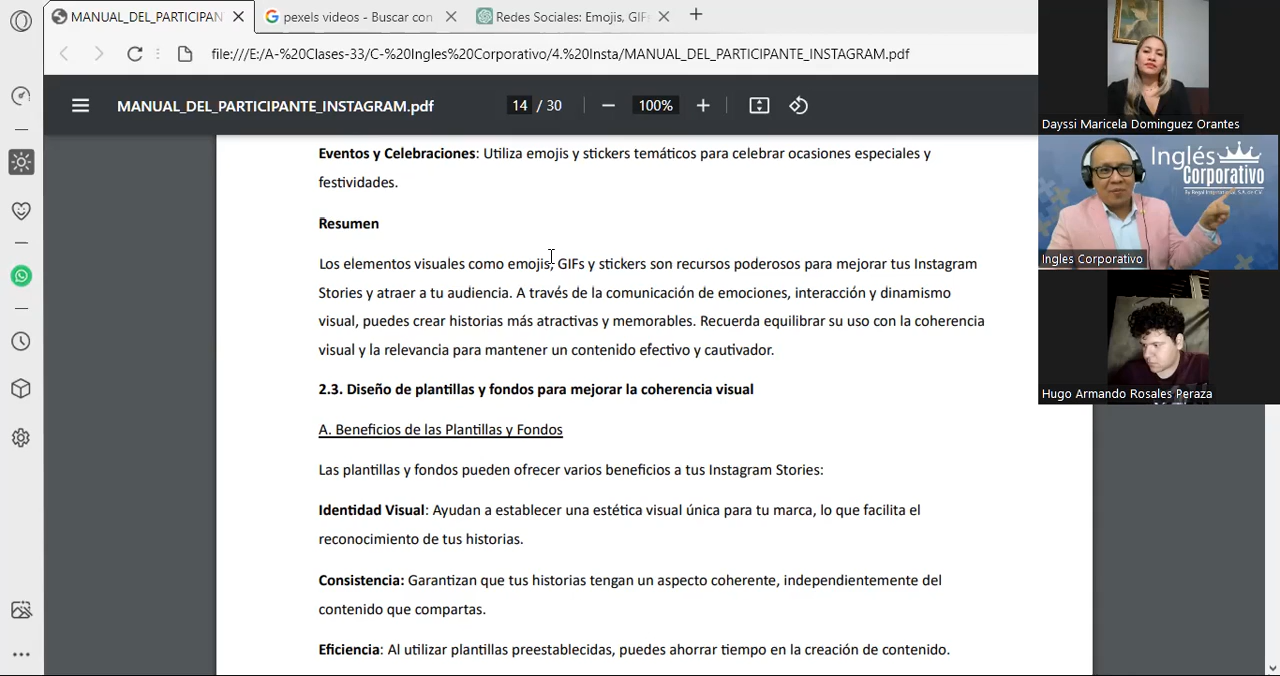 MANUAL_DEL_PARTICIPAN
pexels videos - Buscar con
Redes Sociales: Emojis, GIF
file:///E:/A-%20Clases-33/C-%20Ingles%20Corporativo/4.%20Insta/MANUAL_DEL_PARTICIPANTE_INSTAGRAM.pdf
MANUAL_DEL_PARTICIPANTE_INSTAGRAM.pdf
14 / 30
100%
Eventos y Celebraciones: Utiliza emojis y stickers temáticos para celebrar ocasiones especiales y
festividades.
Resumen
Los elementos visuales como emojis, GIFs y stickers son recursos poderosos para mejorar tus Instagram
Stories y atraer a tu audiencia. A través de la comunicación de emociones, interacción y dinamismo
visual, puedes crear historias más atractivas y memorables. Recuerda equilibrar su uso con la coherencia
visual y la relevancia para mantener un contenido efectivo y cautivador.
2.3. Diseño de plantillas y fondos para mejorar la coherencia visual
A. Beneficios de las Plantillas y Fondos
Las plantillas y fondos pueden ofrecer varios beneficios a tus Instagram Stories:
Identidad Visual: Ayudan a establecer una estética visual única para tu marca, lo que facilita el
reconocimiento de tus historias.
Consistencia: Garantizan que tus historias tengan un aspecto coherente, independientemente del
contenido que compartas.
Eficiencia: Al utilizar plantillas preestablecidas, puedes ahorrar tiempo en la creación de contenido.
Dayssi Maricela Dominguez Orantes
Inglés
Corporativo
By Regal International, S.A. de C.V.
Ingles Corporativo
Hugo Armando Rosales Peraza